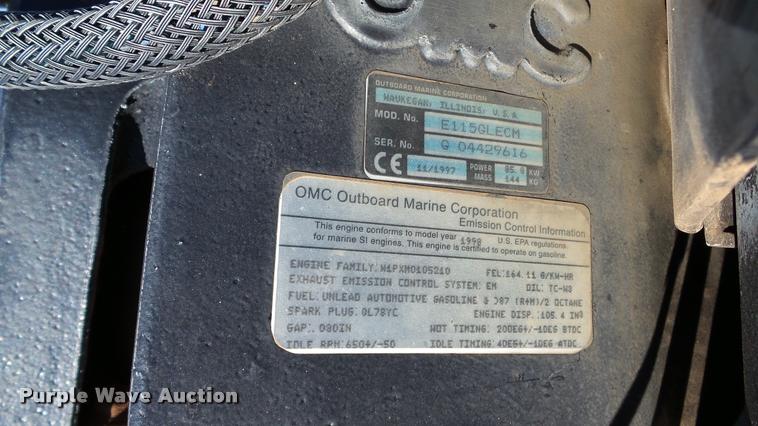 OUTBOARD MARINE CORPORATION
WAUKEGAN, ILLINOIS, U.S.A.
MOD. No. E115GLECM
SER. No. G 04429616
CE 11/1997 POWER 85.0 KW
MASS 144 KG
OMC Outboard Marine Corporation
Emission Control Information
This engine conforms to model year 1998 U.S. EPA regulations
for marine SI engines. This engine is certified to operate on gasoline.
ENGINE FAMILY: W1PXM0105210 FEL:164.11 G/KW-HR
EXHAUST EMISSION CONTROL SYSTEM: EM OIL: TC-W3
FUEL: UNLEAD AUTOMOTIVE GASOLINE & >87 (R+M)/2 OCTANE
SPARK PLUG: QL78YC ENGINE DISP: 105.4 IN3
GAP: 030IN WOT TIMING: 20DEG+/-1DEG BTDC
IDLE RPM: 650+/-50 IDLE TIMING: 4DEG+/-1DEG ATDC
Purple Wave Auction®